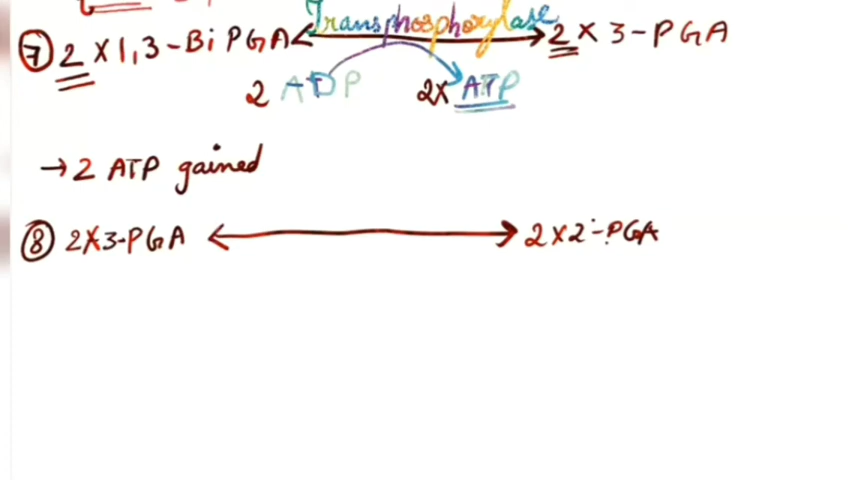 Transphosphorylase
⑦ 2 X 1,3-Bi PGA ↔ 2 X 3-PGA
2 ADP 2X ATP
→ 2 ATP gained
⑧ 2X3-PGA ↔ 2X2-PGA